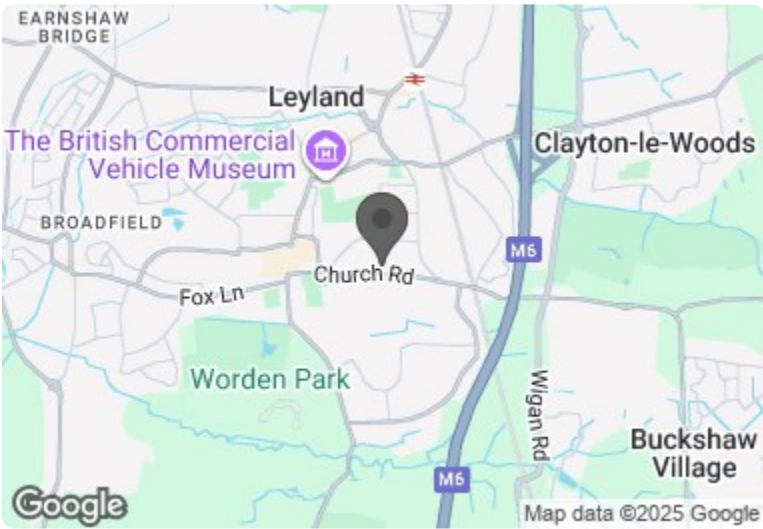 EARNSHAW
BRIDGE
Leyland
The British Commercial
Vehicle Museum
Clayton-le-Woods
BROADFIELD
M6
Church Rd
Fox Ln
Worden Park
Wigan Rd
Buckshaw
Village
M6
Google
Map data ©2025 Google